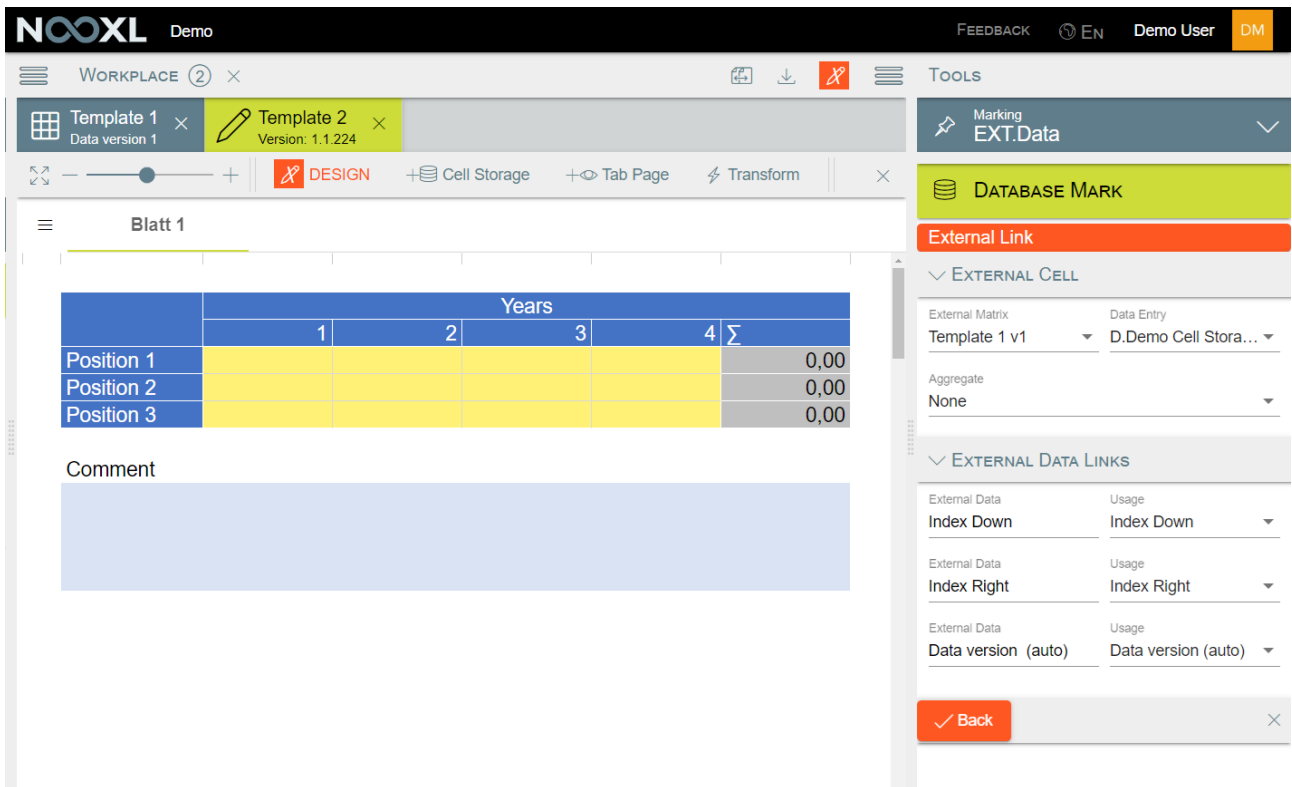 NOOXL Demo FEEDBACK EN Demo User DM
WORKPLACE 2
TOOLS
Template 1
Data version 1
Template 2
Version: 1.1.224
Marking
EXT.Data
DESIGN Cell Storage Tab Page Transform
DATABASE MARK
Blatt 1
External Link
EXTERNAL CELL
External Matrix Data Entry
Template 1 v1 D.Demo Cell Stora...
Aggregate
None
Years
1 2 3 4 ∑
Position 1 0,00
Position 2 0,00
Position 3 0,00
Comment
EXTERNAL DATA LINKS
External Data Usage
Index Down Index Down
External Data Usage
Index Right Index Right
External Data Usage
Data version (auto) Data version (auto)
Back